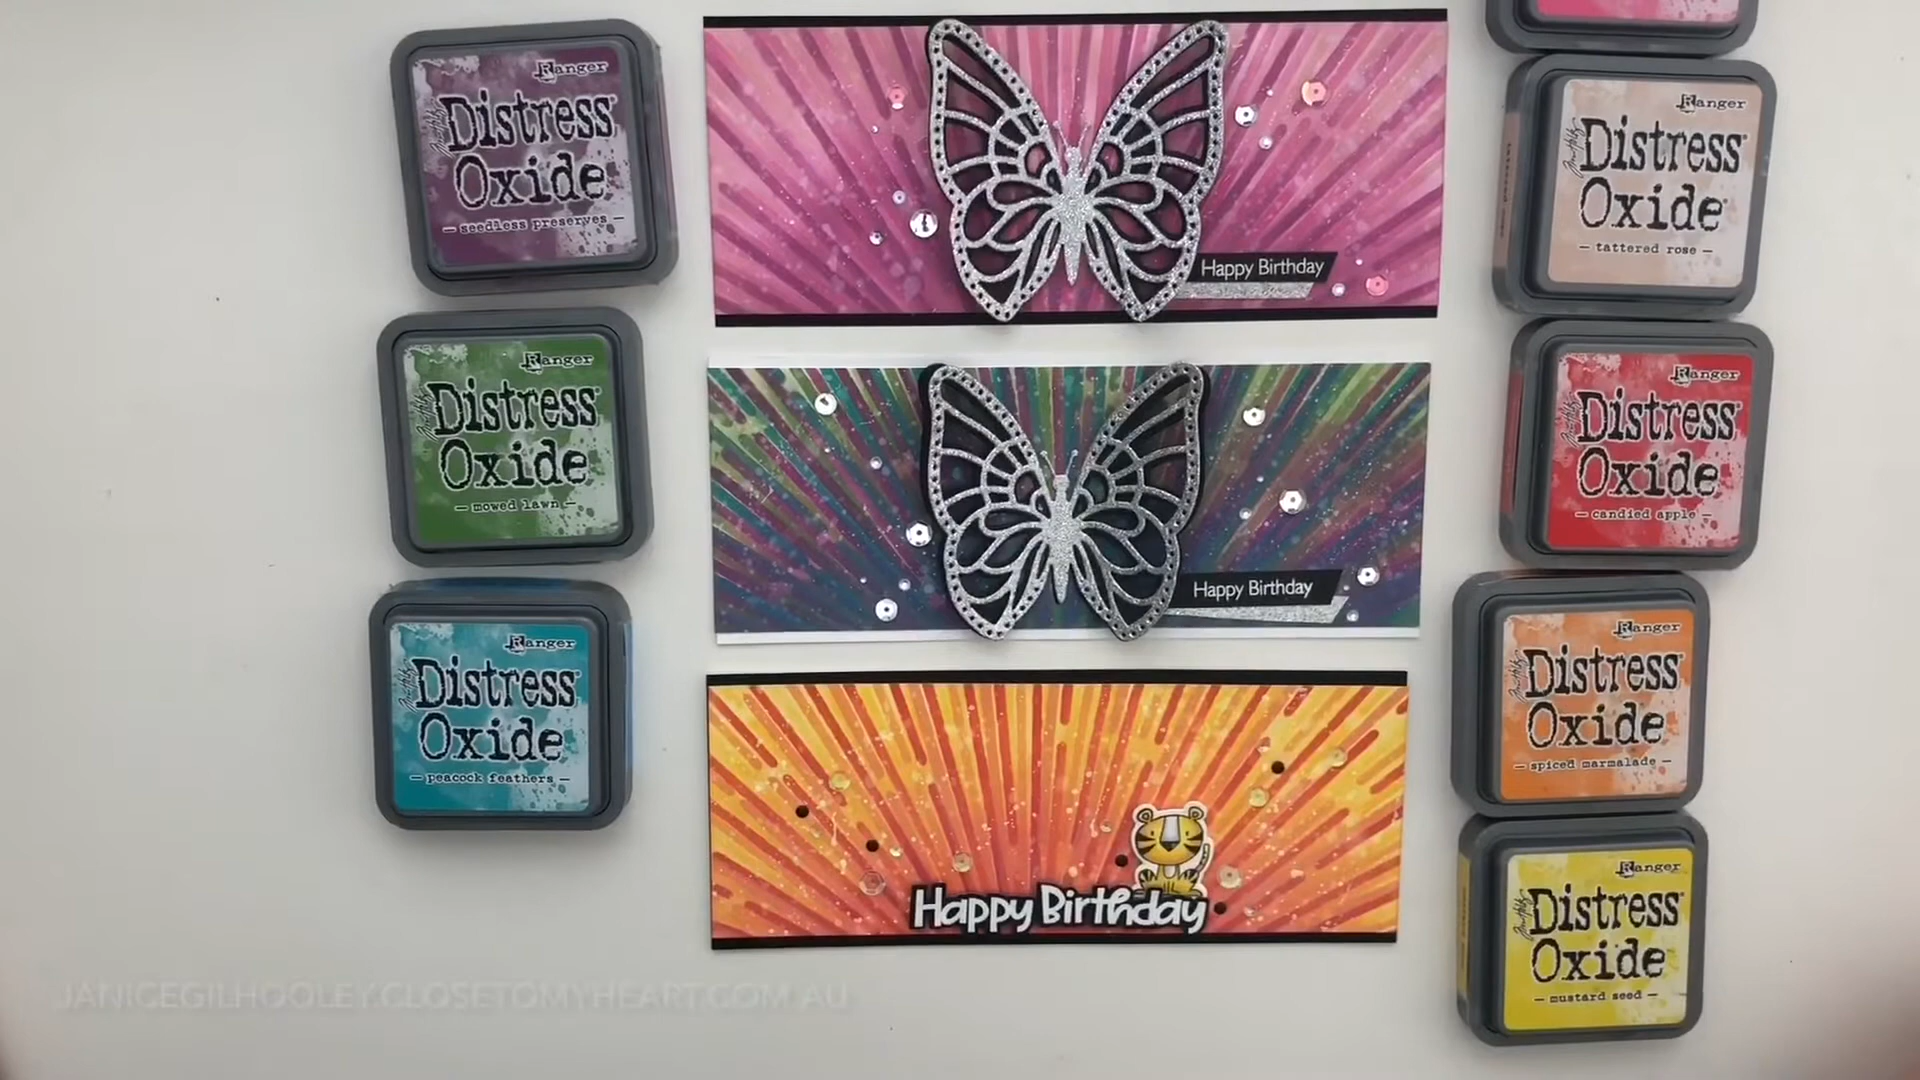 Ranger
Distress
Oxide
— seedless preserves —
Ranger
Distress
Oxide
— mowed lawn —
Ranger
Distress
Oxide
— peacock feathers —
Happy Birthday
Happy Birthday
Happy Birthday
Ranger
Distress
Oxide
— tattered rose —
Ranger
Distress
Oxide
— candied apple —
Ranger
Distress
Oxide
— spiced marmalade —
Ranger
Distress
Oxide
— mustard seed —
JANICEGILHOOLEY.CLOSETOMYHEART.COM.AU